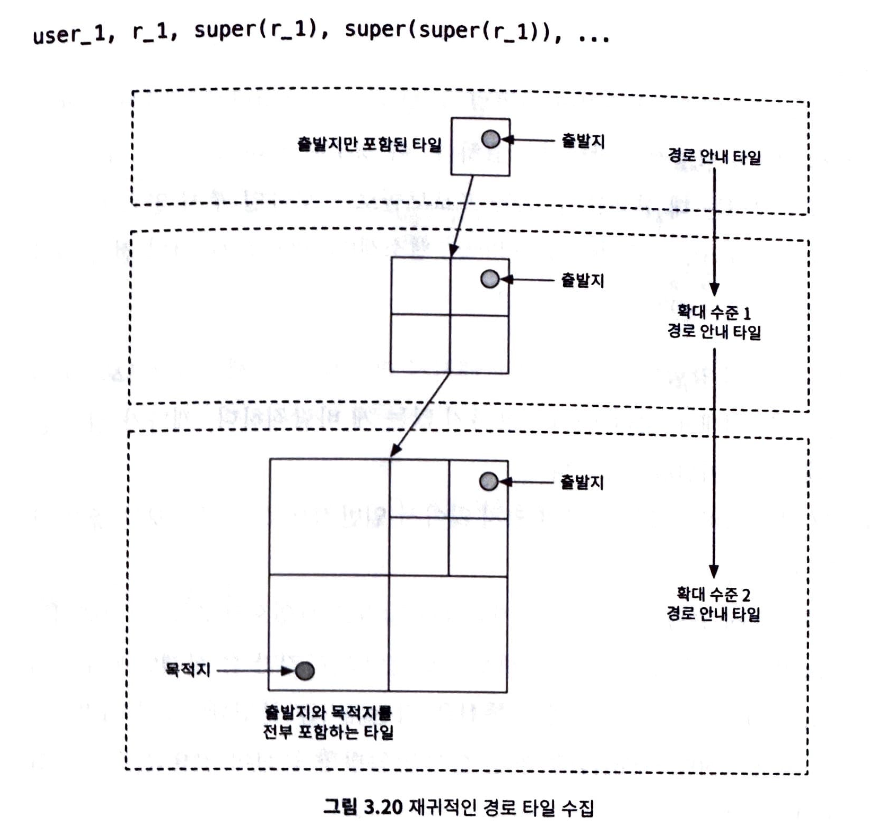 user_1, r_1, super(r_1), super(super(r_1)), ...
출발지만 포함된 타일
출발지
경로 안내 타일
출발지
확대 수준 1
경로 안내 타일
출발지
확대 수준 2
경로 안내 타일
목적지
출발지와 목적지를
전부 포함하는 타일
그림 3.20 재귀적인 경로 타일 수집